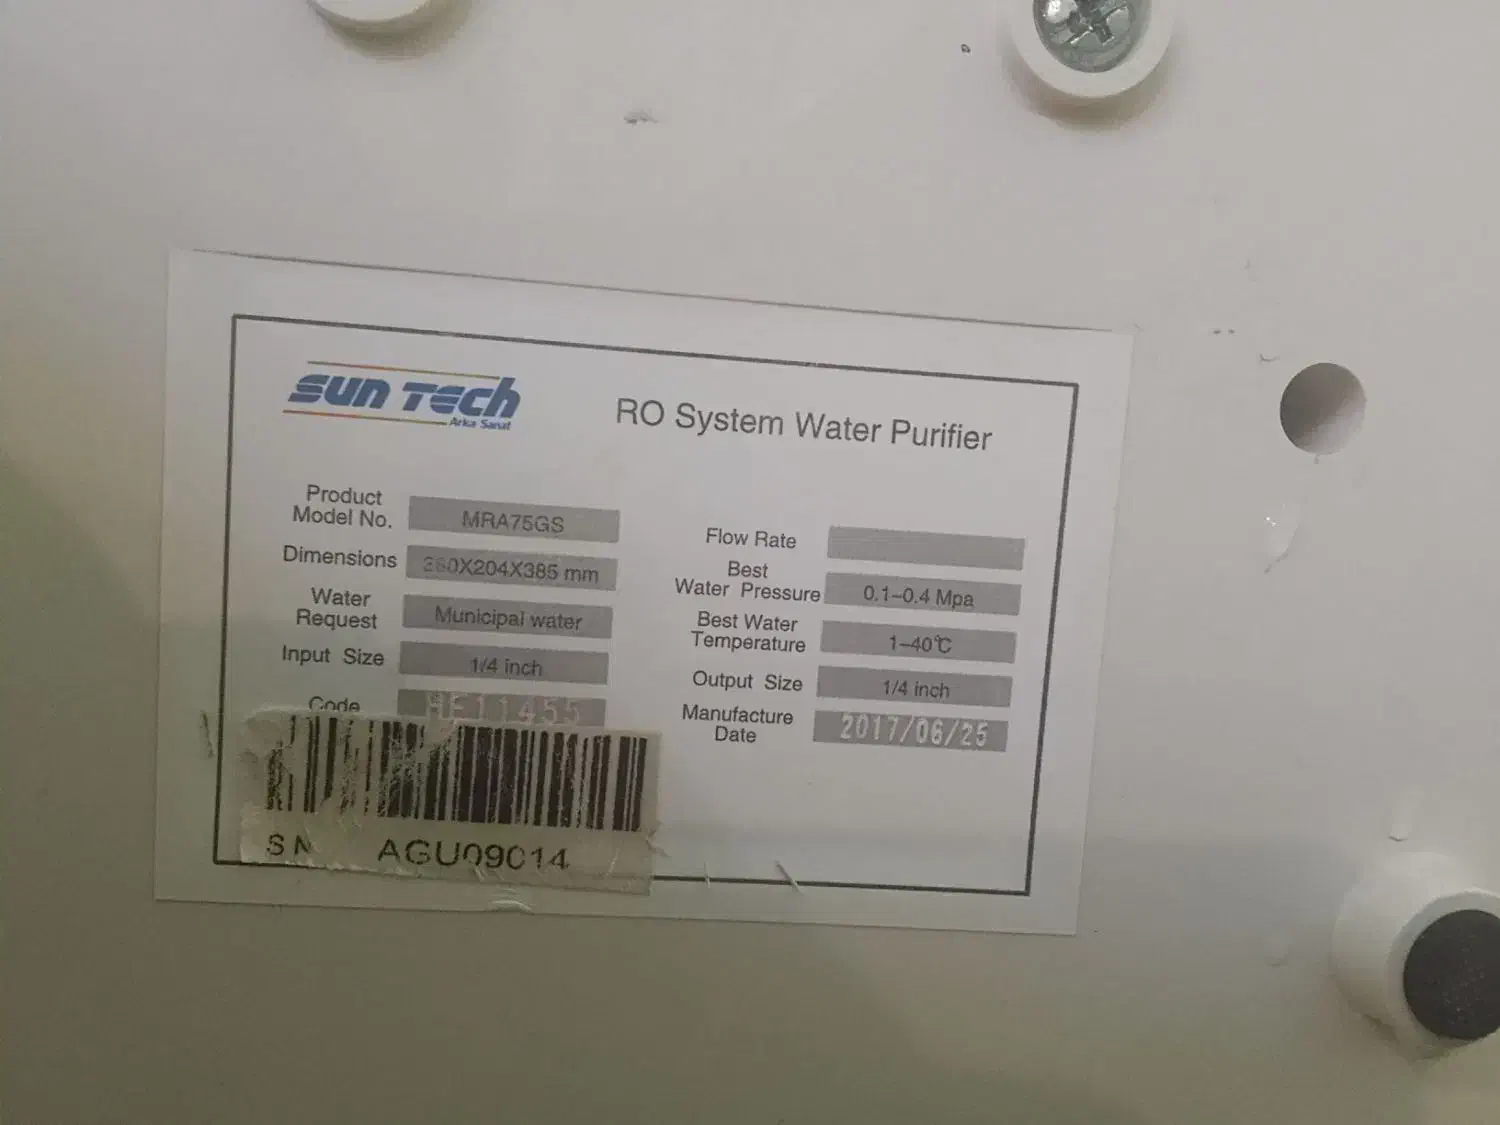 sun Tech
Arka Sanat
RO System Water Purifier
Product
Model No.
MRA75GS
Dimensions
X204X385 mm
Water
Request
Municipal water
Input Size
1/4 inch
Code
HF11455
Flow Rate
Best
Water Pressure
0.1–0.4 Mpa
Best Water
Temperature
1–40℃
Output Size
1/4 inch
Manufacture
Date
2017/06/25
SN
AGU09014